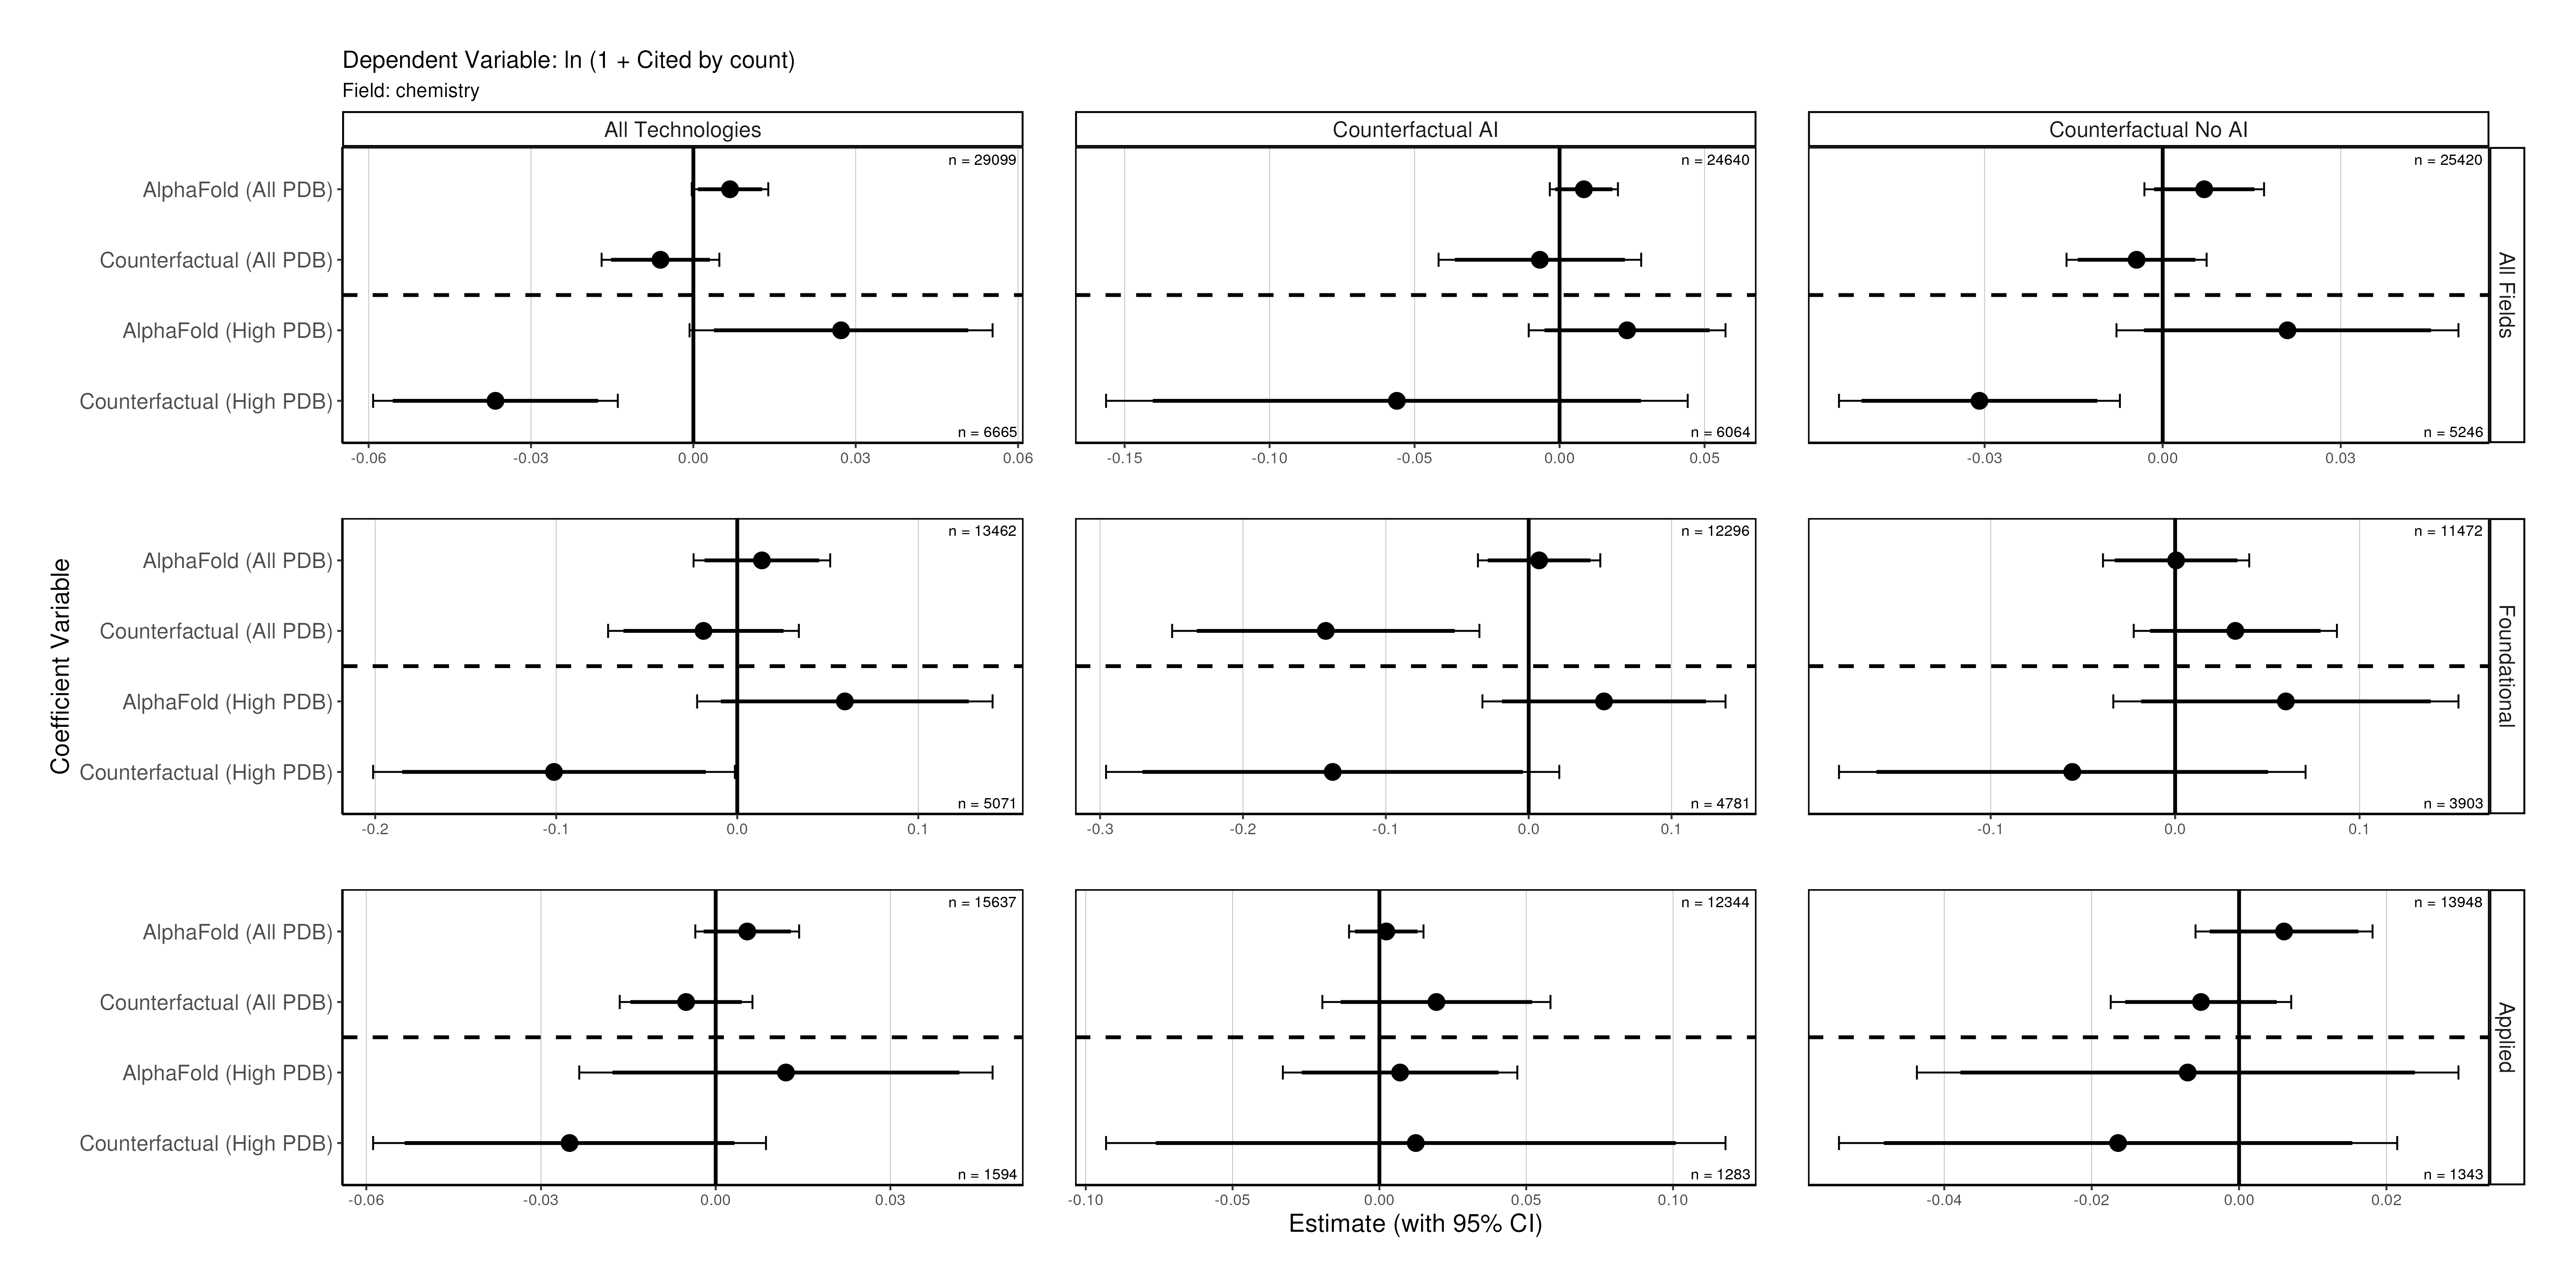 Dependent Variable: ln (1 + Cited by count)
Field: chemistry
All Technologies
Counterfactual AI
Counterfactual No AI
AlphaFold (All PDB)
Counterfactual (All PDB)
AlphaFold (High PDB)
Counterfactual (High PDB)
n = 29099
n = 6665
-0.06 -0.03 0.00 0.03 0.06
n = 24640
n = 6064
-0.15 -0.10 -0.05 0.00 0.05
n = 25420
n = 5246
-0.03 0.00 0.03
All Fields
Coefficient Variable
AlphaFold (All PDB)
Counterfactual (All PDB)
AlphaFold (High PDB)
Counterfactual (High PDB)
n = 13462
n = 5071
-0.2 -0.1 0.0 0.1
n = 12296
n = 4781
-0.3 -0.2 -0.1 0.0 0.1
n = 11472
n = 3903
-0.1 0.0 0.1
Foundational
AlphaFold (All PDB)
Counterfactual (All PDB)
AlphaFold (High PDB)
Counterfactual (High PDB)
n = 15637
n = 1594
-0.06 -0.03 0.00 0.03
n = 12344
n = 1283
-0.10 -0.05 0.00 0.05 0.10
n = 13948
n = 1343
-0.04 -0.02 0.00 0.02
Applied
Estimate (with 95% CI)